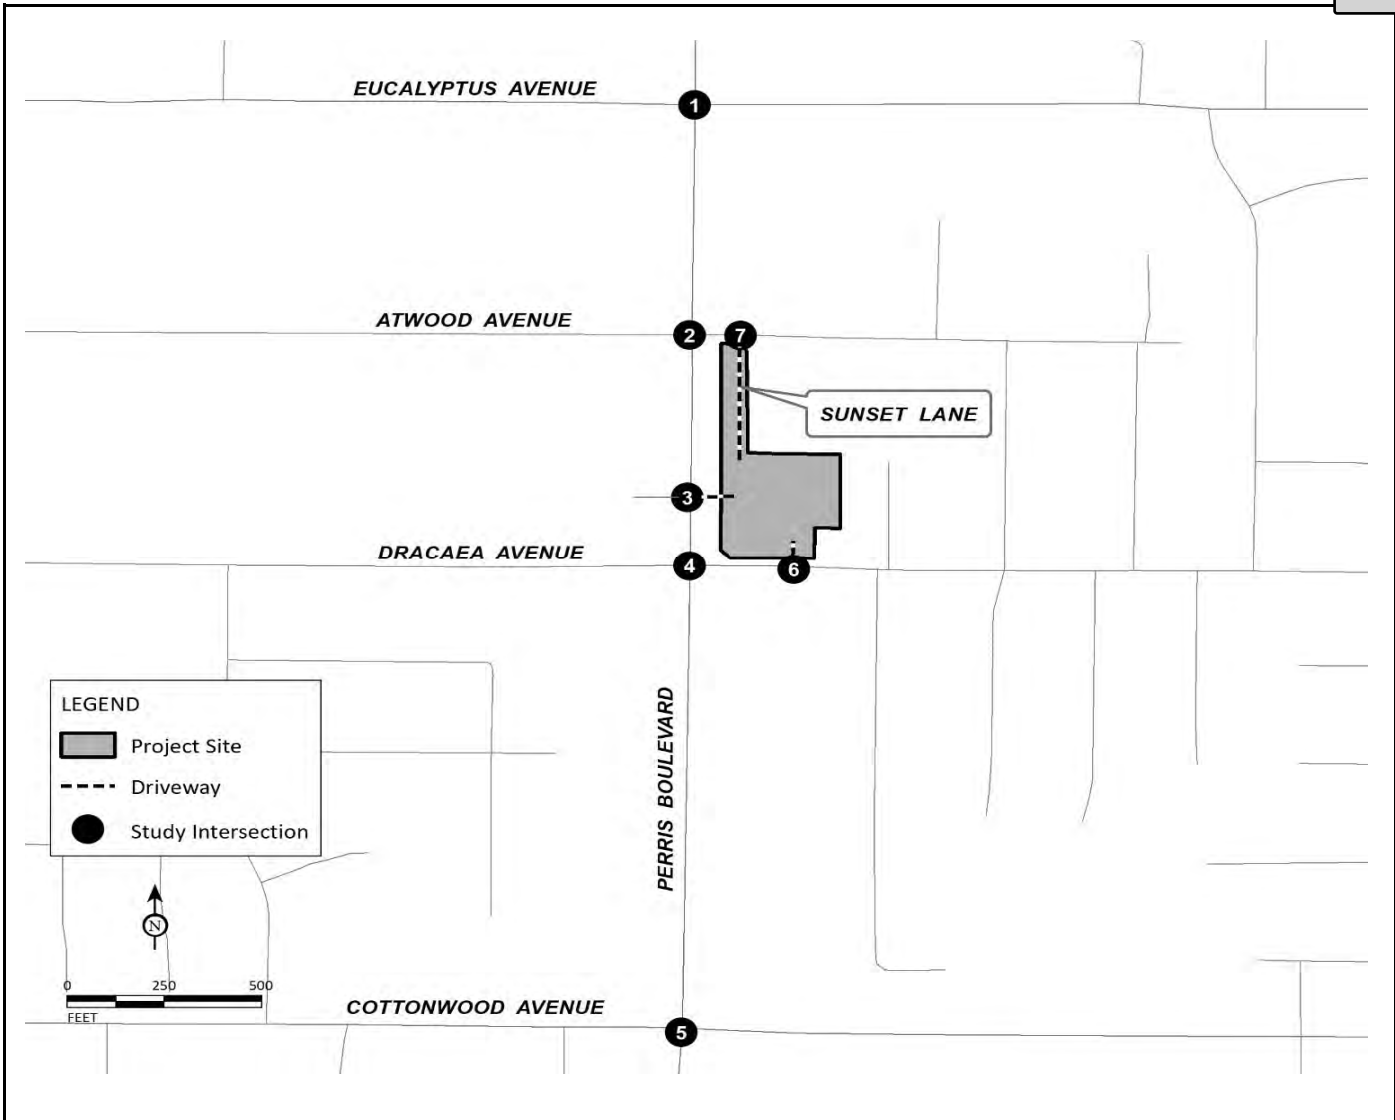 EUCALYPTUS AVENUE
1
ATWOOD AVENUE
2
7
SUNSET LANE
3
DRACAEA AVENUE
4
6
PERRIS BOULEVARD
LEGEND
Project Site
Driveway
Study Intersection
N
0 250 500
FEET
COTTONWOOD AVENUE
5